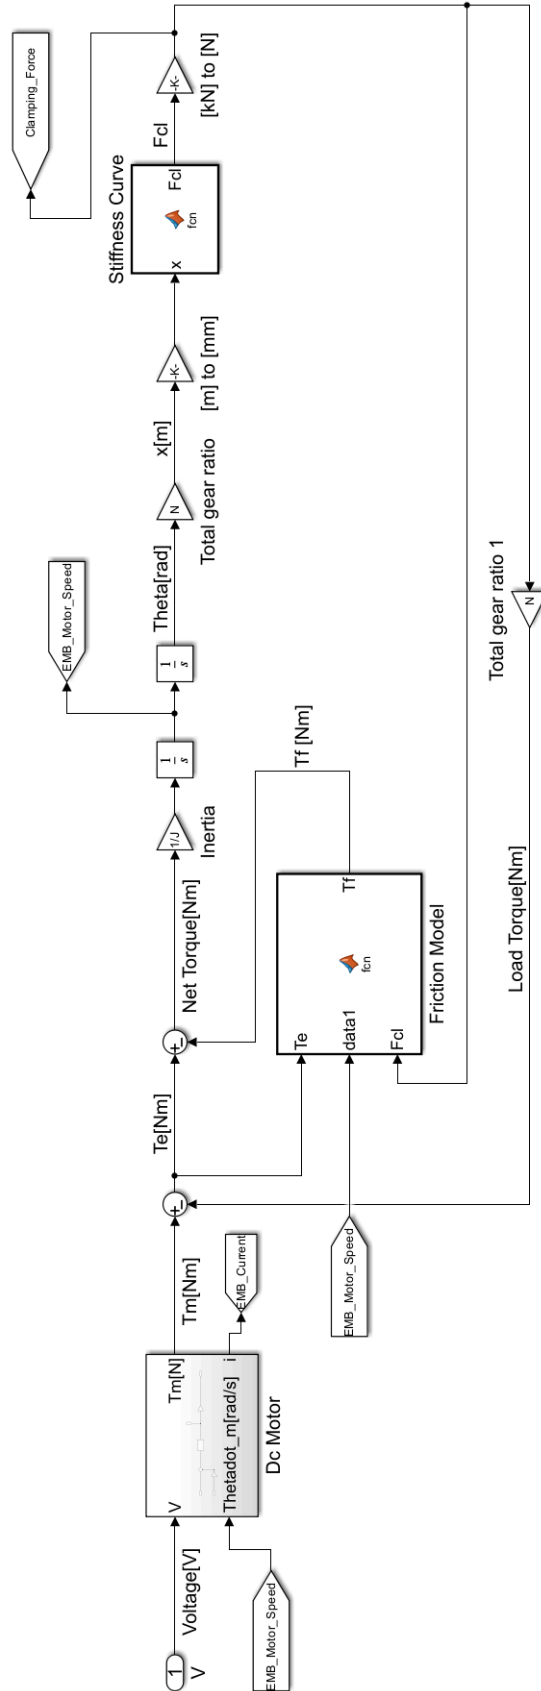 1
V
Voltage[V]
EMB_Motor_Speed
V
Thetadot_m[rad/s]
Tm[N]
i
Dc Motor
Tm[Nm]
EMB_Current
EMB_Motor_Speed
Te[Nm]
Te
data1
Fcl
fcn
Tf
Friction Model
Tf [Nm]
Net Torque[Nm]
1/J
Inertia
1
s
EMB_Motor_Speed
1
s
Theta[rad]
N
Total gear ratio
x[m]
-K-
[m] to [mm]
Stiffness Curve
x
fcn
Fcl
Fcl
-K-
[kN] to [N]
Clamping_Force
Total gear ratio 1
N
Load Torque[Nm]